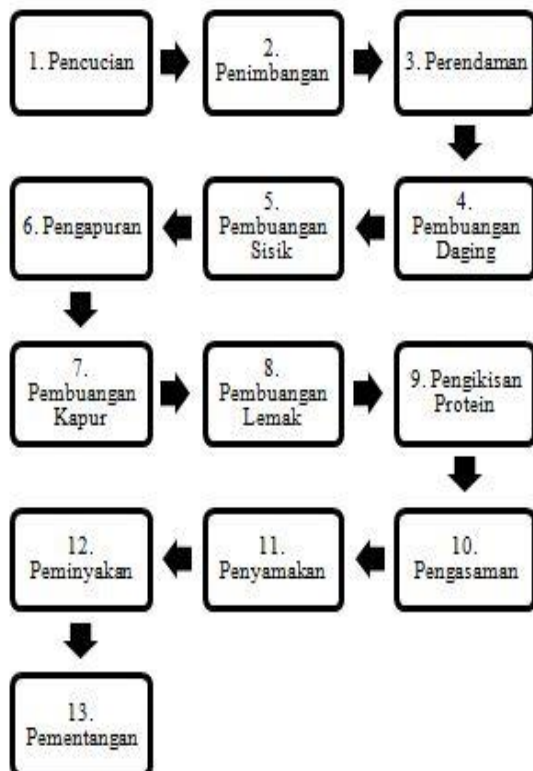 1. Pencucian
2.
Penimbangan
3. Perendaman
4.
Pembuangan
Daging
5.
Pembuangan
Sisik
6. Pengapuran
7.
Pembuangan
Kapur
8.
Pembuangan
Lemak
9. Pengikisan
Protein
10.
Pengasaman
11.
Penyamakan
12.
Peminyakan
13.
Pementangan